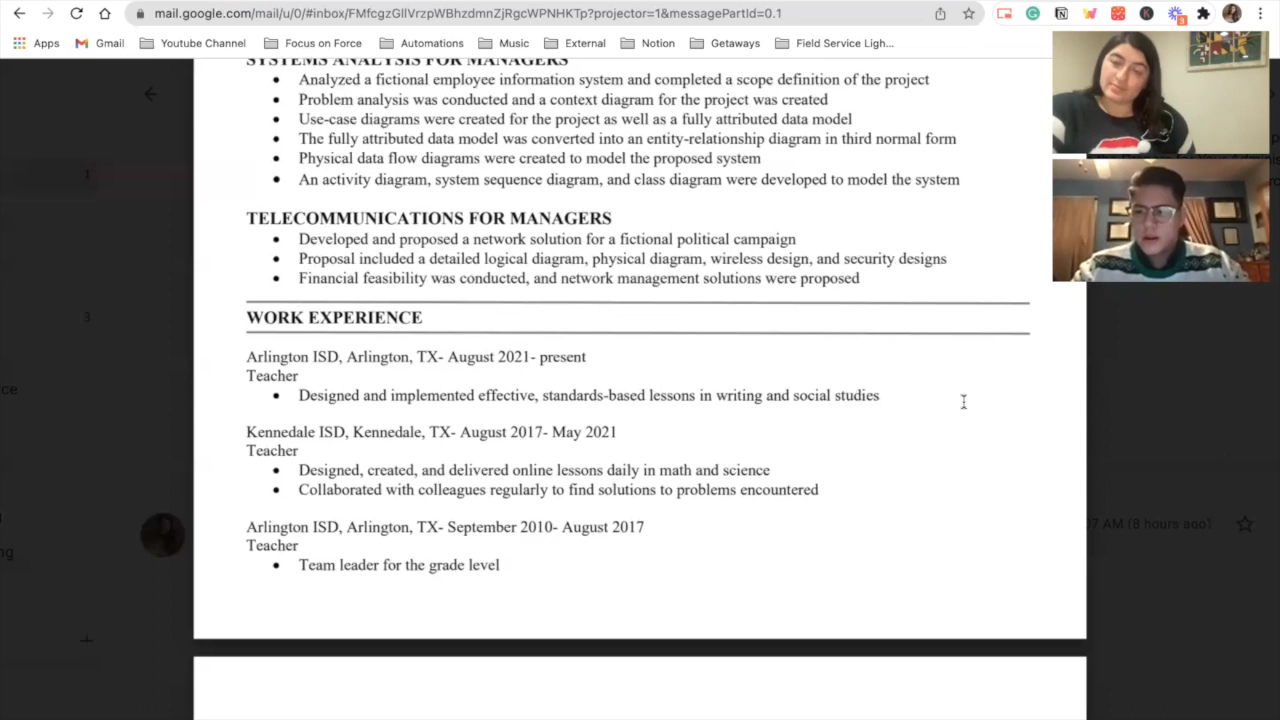 mail.google.com/mail/u/0/#inbox/FMfcgzGllVrzpWBhzdmnZjRgcWPNHKTp?projector=1&messagePartId=0.1
Apps Gmail Youtube Channel Focus on Force Automations Music External Notion Getaways Field Service Ligh...
SYSTEMS ANALYSIS FOR MANAGERS
• Analyzed a fictional employee information system and completed a scope definition of the project
• Problem analysis was conducted and a context diagram for the project was created
• Use-case diagrams were created for the project as well as a fully attributed data model
• The fully attributed data model was converted into an entity-relationship diagram in third normal form
• Physical data flow diagrams were created to model the proposed system
• An activity diagram, system sequence diagram, and class diagram were developed to model the system
TELECOMMUNICATIONS FOR MANAGERS
• Developed and proposed a network solution for a fictional political campaign
• Proposal included a detailed logical diagram, physical diagram, wireless design, and security designs
• Financial feasibility was conducted, and network management solutions were proposed
WORK EXPERIENCE
Arlington ISD, Arlington, TX- August 2021- present
Teacher
• Designed and implemented effective, standards-based lessons in writing and social studies
Kennedale ISD, Kennedale, TX- August 2017- May 2021
Teacher
• Designed, created, and delivered online lessons daily in math and science
• Collaborated with colleagues regularly to find solutions to problems encountered
Arlington ISD, Arlington, TX- September 2010- August 2017
Teacher
• Team leader for the grade level
1
3
7 AM (8 hours ago)